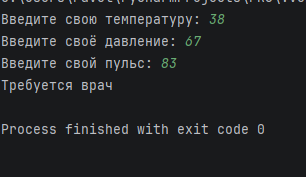 Введите свою температуру: 38
Введите своё давление: 67
Введите свой пульс: 83
Требуется врач
Process finished with exit code 0